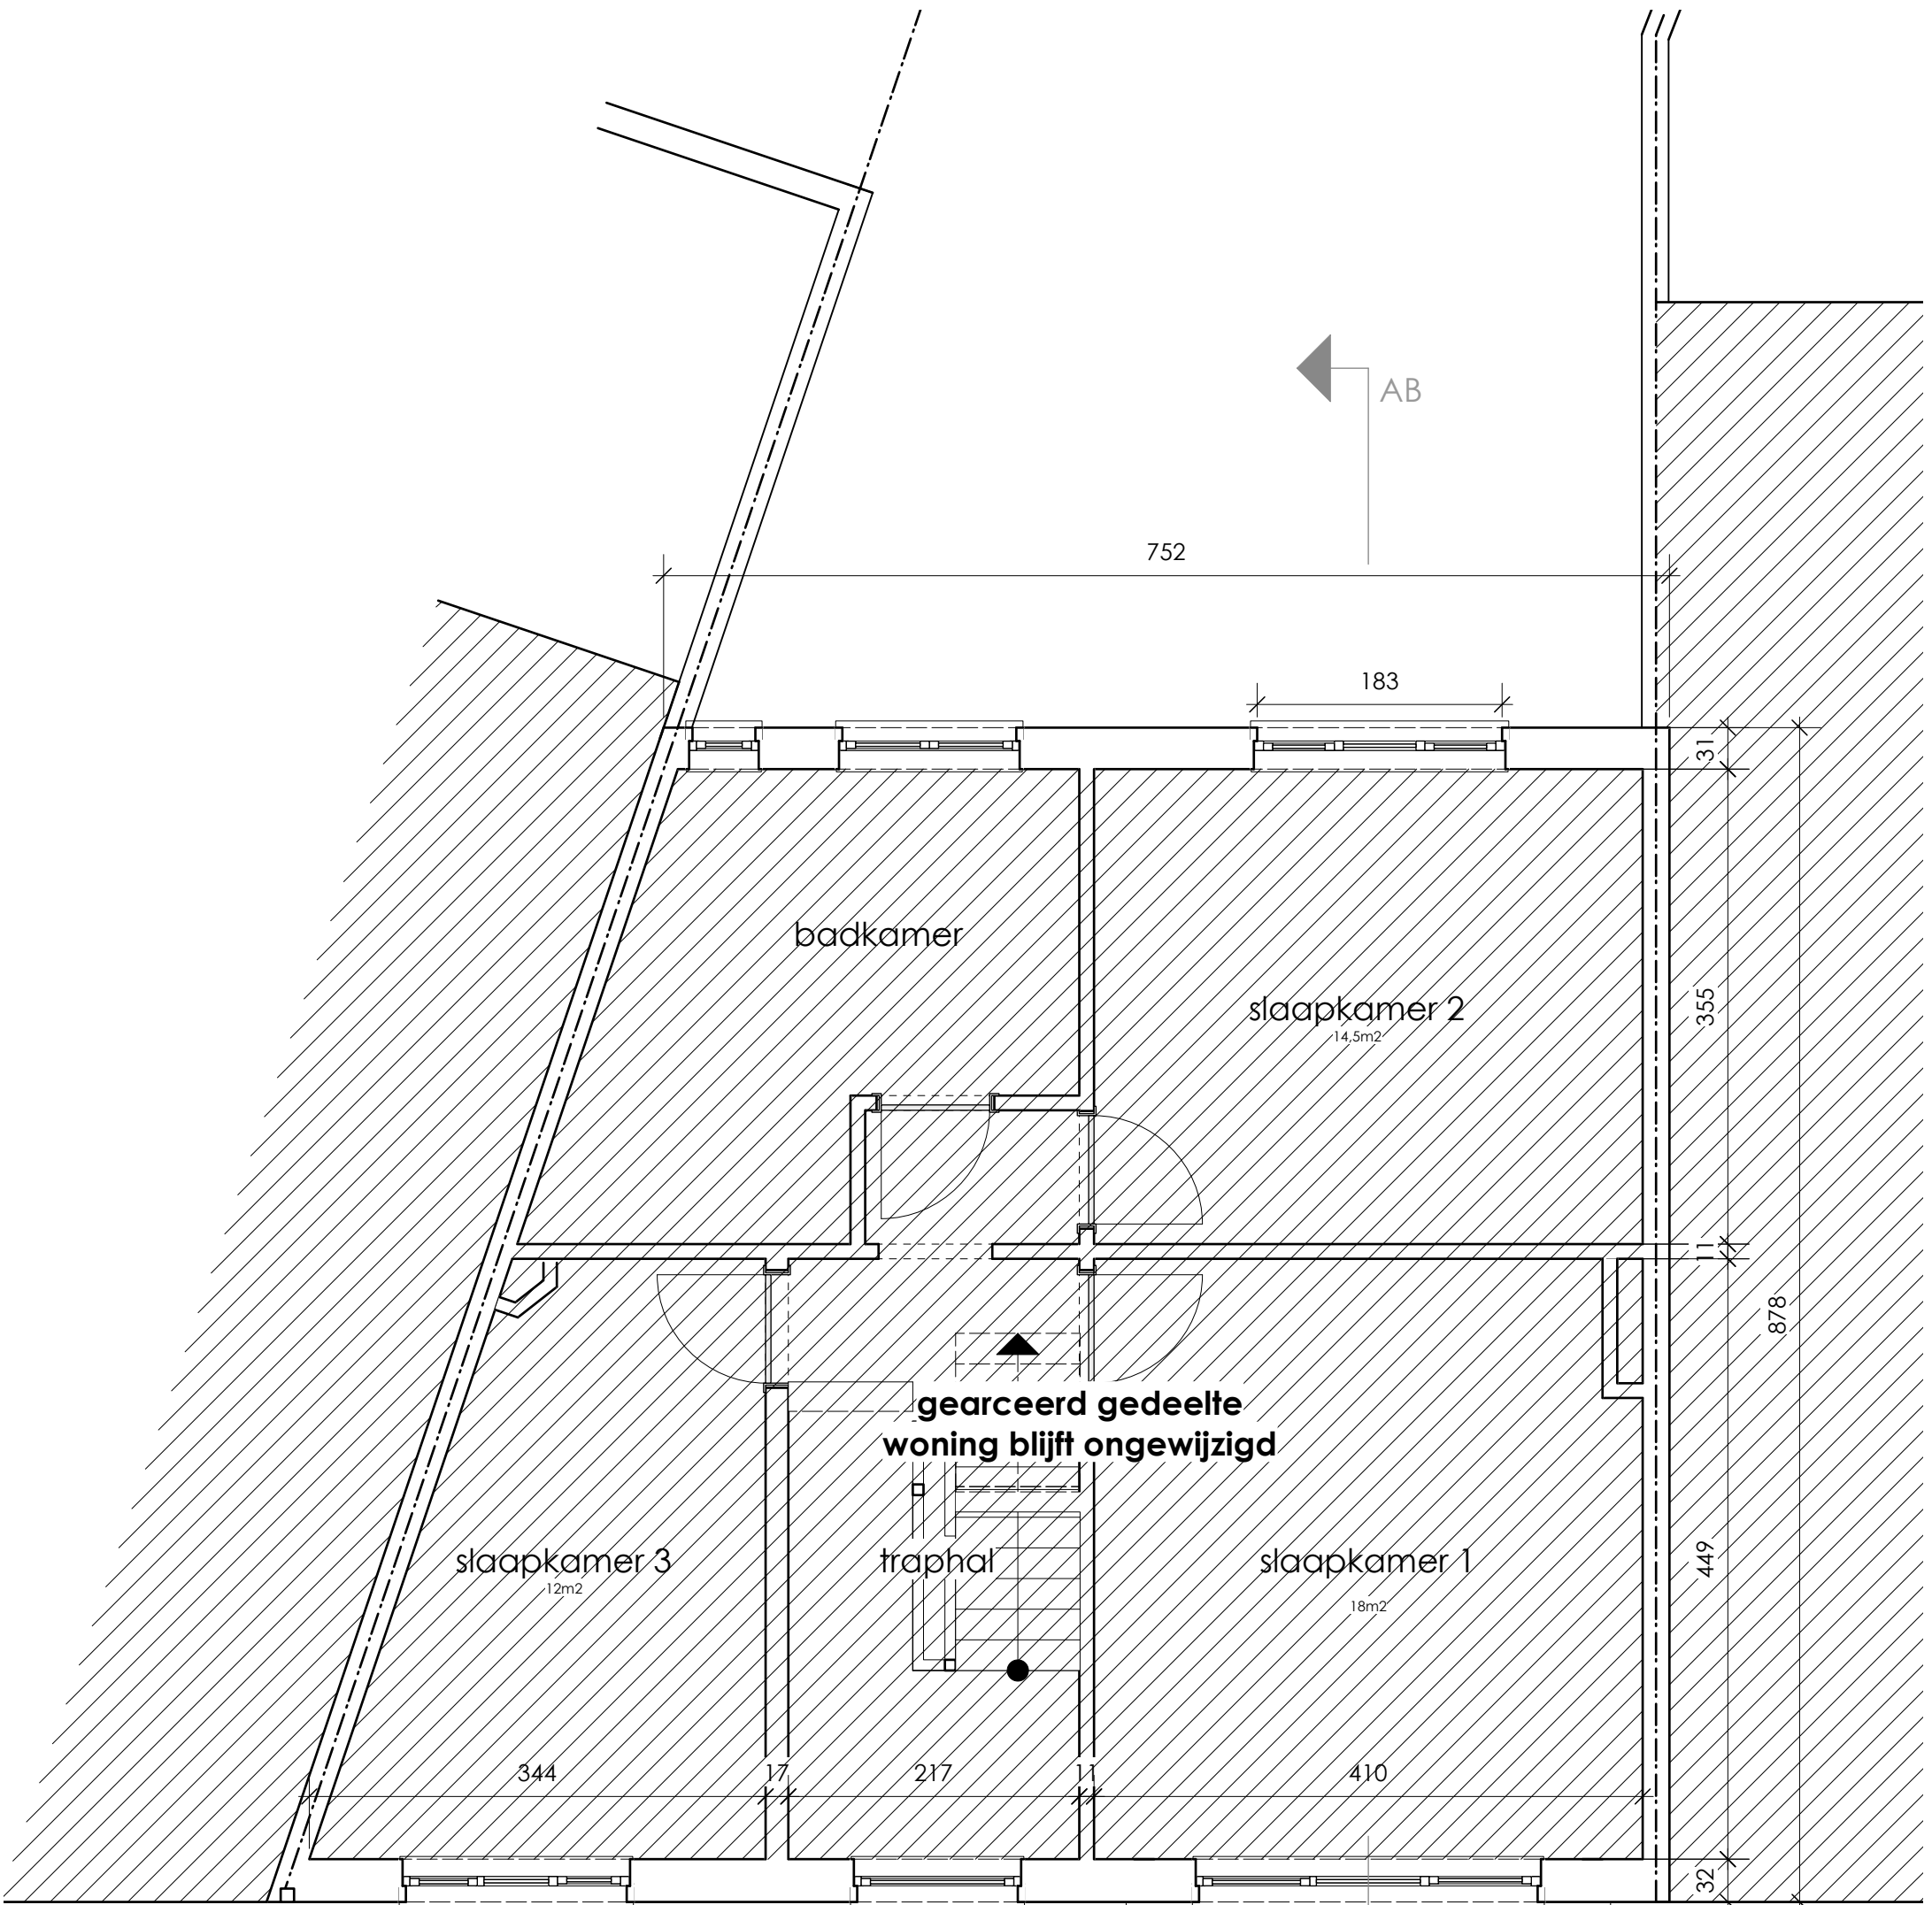 AB
752
183
31
badkamer
slaapkamer 2
14,5m2
355
11
878
gearceerd gedeelte
woning blijft ongewijzigd
slaapkamer 3
12m2
traphal
slaapkamer 1
18m2
449
344
17
217
11
410
32